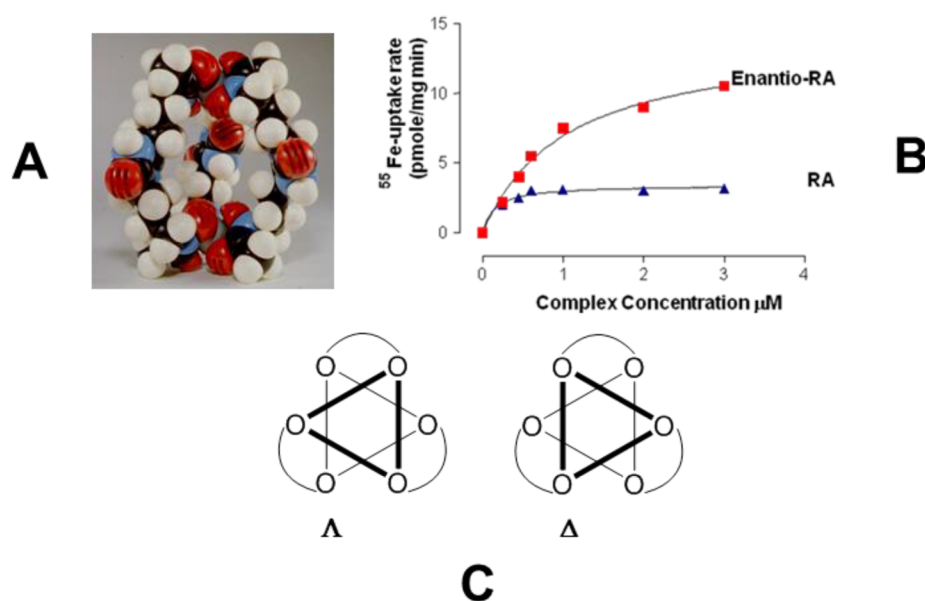 A
15
10
5
0
55 Fe-uptake rate
(pmole/mg min)
Enantio-RA
RA
B
0 1 2 3 4
Complex Concentration μM
O O O O
O O O O
O O O O
Λ Δ
C